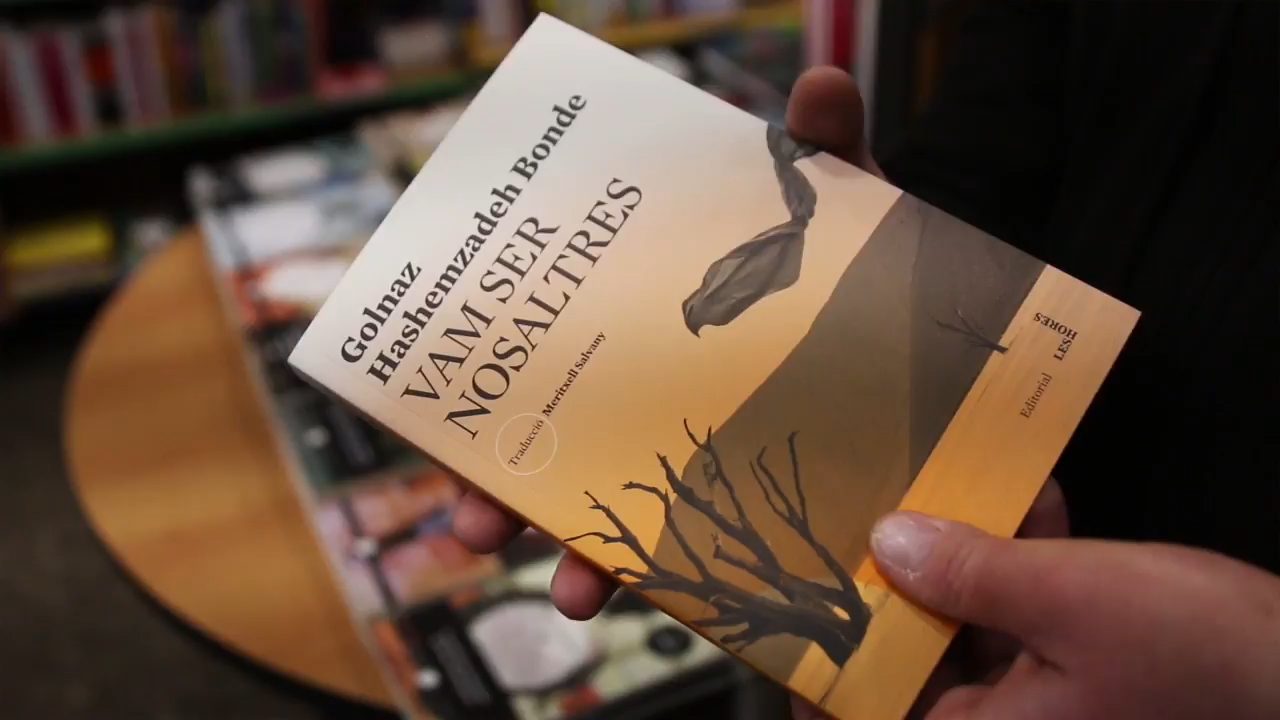 Golnaz
Hashemzadeh Bonde
VAM SER
NOSALTRES
Traducció Meritxell Salvany
Editorial
LES
HORES